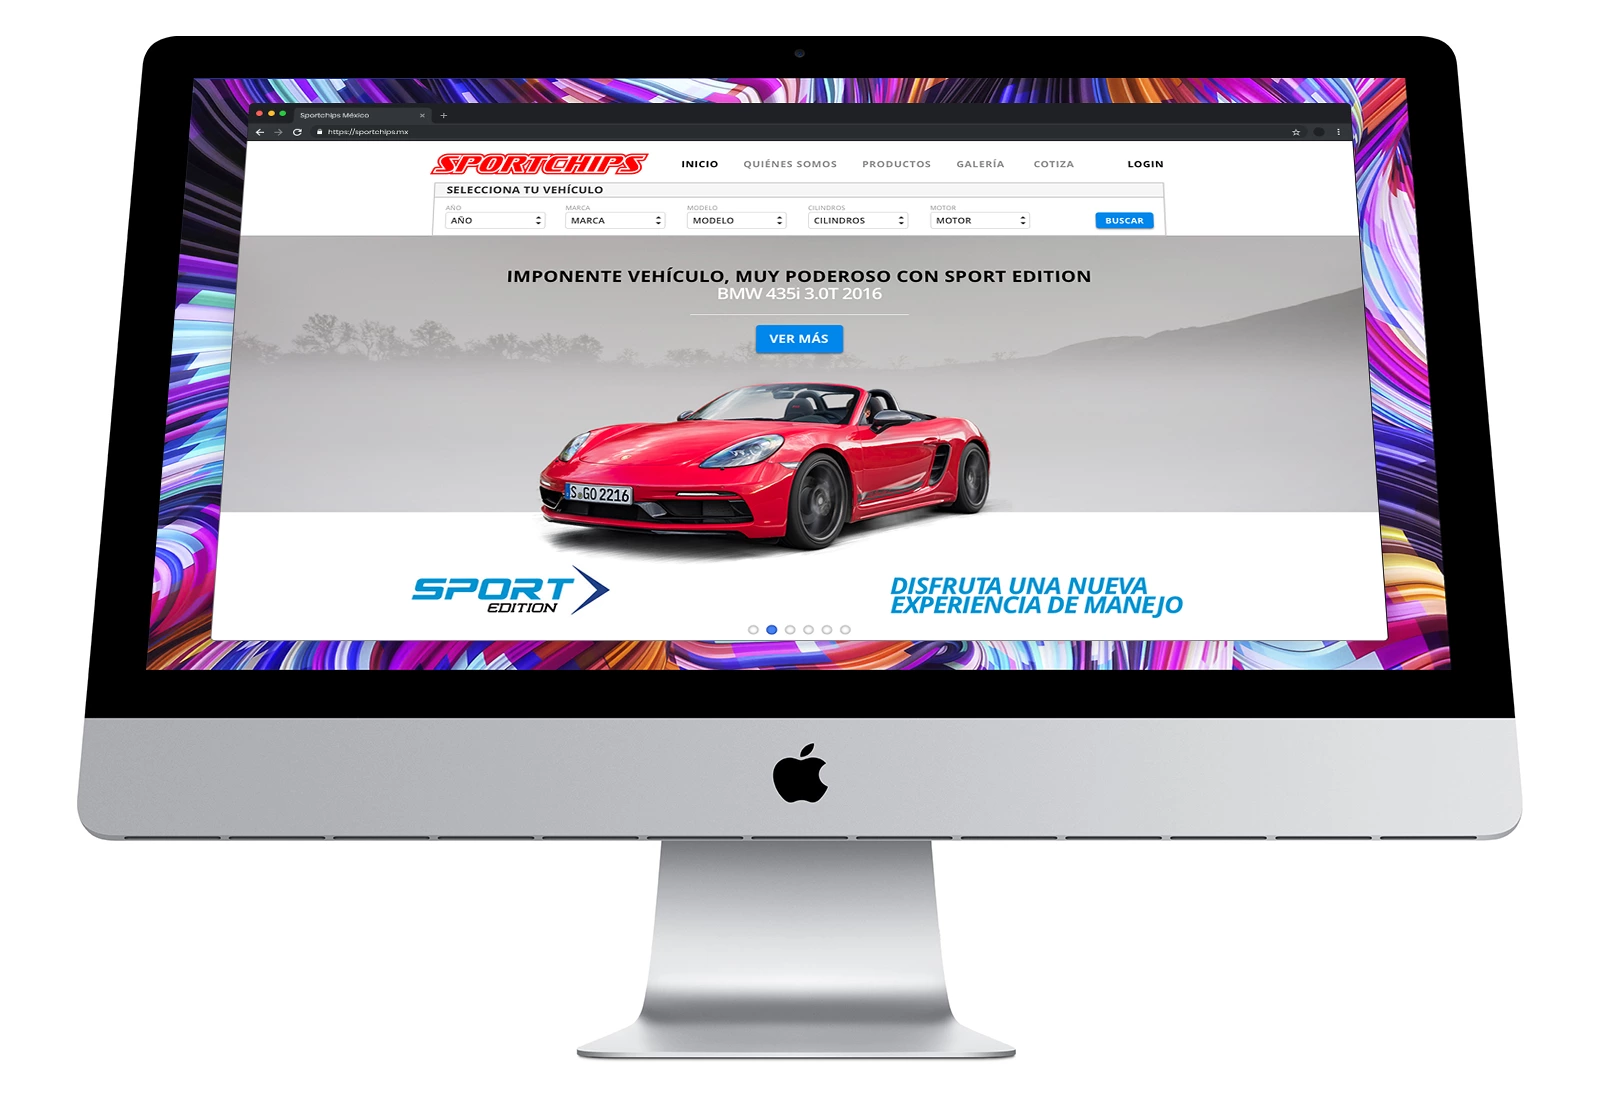 Sportchips México
https://sportchips.mx
SPORTCHIPS INICIO QUIÉNES SOMOS PRODUCTOS GALERÍA COTIZA LOGIN
SELECCIONA TU VEHÍCULO
AÑO MARCA MODELO CILINDROS MOTOR
AÑO MARCA MODELO CILINDROS MOTOR BUSCAR
IMPONENTE VEHÍCULO, MUY PODEROSO CON SPORT EDITION
BMW 435i 3.0T 2016
VER MÁS
S GO 2216
SPORT
EDITION
DISFRUTA UNA NUEVA
EXPERIENCIA DE MANEJO